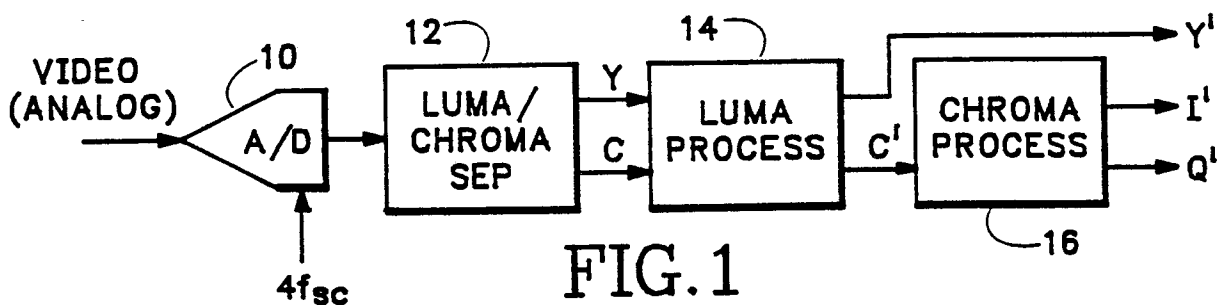 VIDEO
(ANALOG)
10
A/D
4fsc
12
LUMA/
CHROMA
SEP
Y
C
14
LUMA
PROCESS
C'
CHROMA
PROCESS
16
Y'
I'
Q'
FIG.1